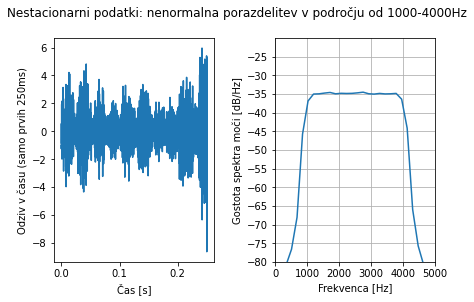 Nestacionarni podatki: nenormalna porazdelitev v področju od 1000-4000Hz
Odziv v času (samo prvih 250ms)
6
4
2
0
−2
−4
−6
−8
0.0 0.1 0.2
Čas [s]
Gostota spektra moči [dB/Hz]
−25
−30
−35
−40
−45
−50
−55
−60
−65
−70
−75
−80
0 1000 2000 3000 4000 5000
Frekvenca [Hz]